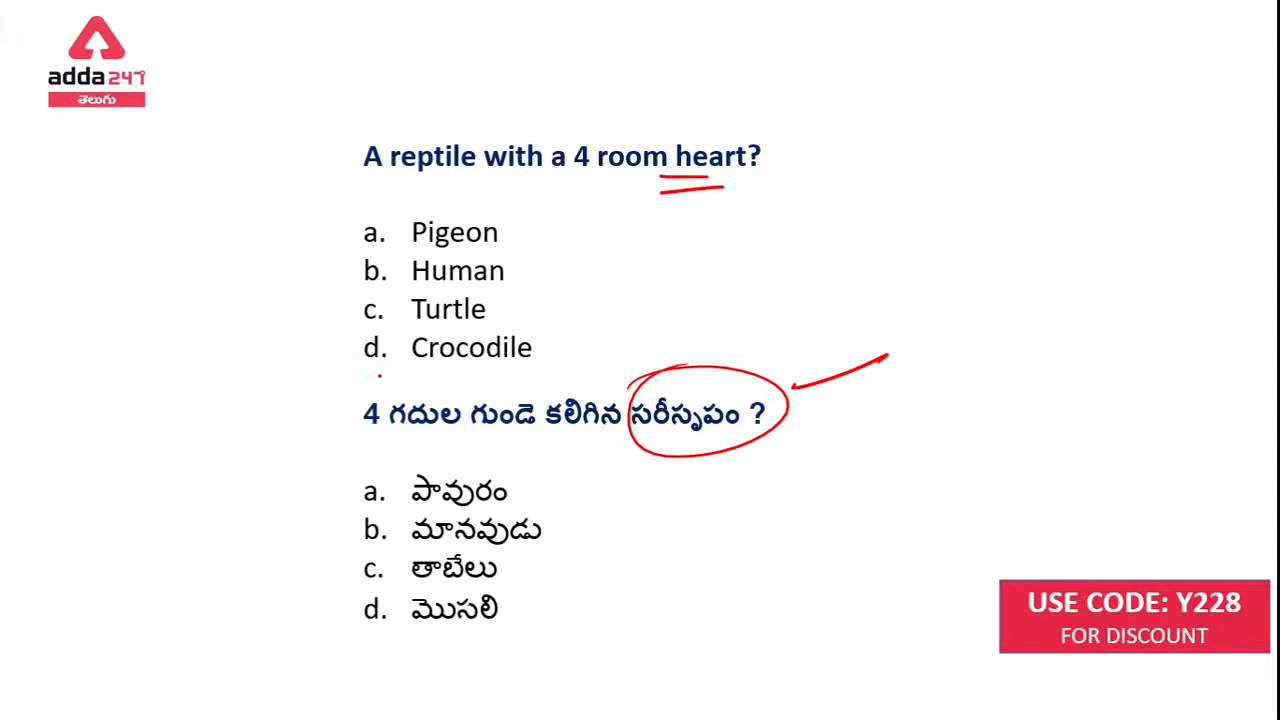 adda247
తెలుగు
A reptile with a 4 room heart?
a. Pigeon
b. Human
c. Turtle
d. Crocodile
4 గదుల గుండె కలిగిన సరీసృపం ?
a. పావురం
b. మానవుడు
c. తాబేలు
d. మొసలి
USE CODE: Y228
FOR DISCOUNT